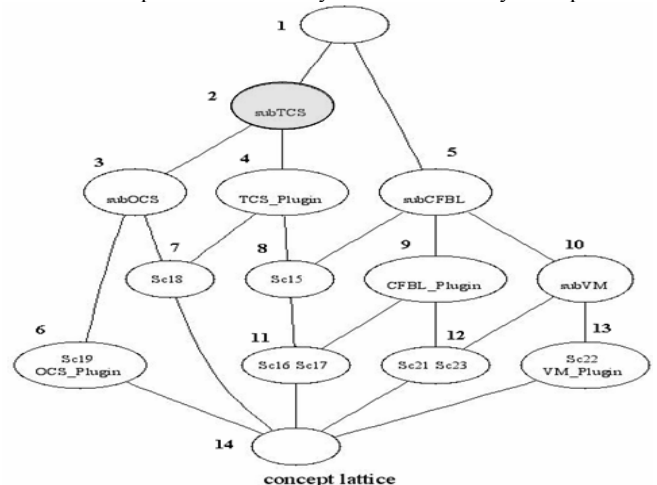 1
2
subTCS
3
4
5
subOCS
TCS_Plugin
subCFBL
7
8
9
10
Sc18
Sc15
CFBL_Plugin
subVM
6
11
12
13
Sc19
OCS_Plugin
Sc16 Sc17
Sc21 Sc23
Sc22
VM_Plugin
14
concept lattice